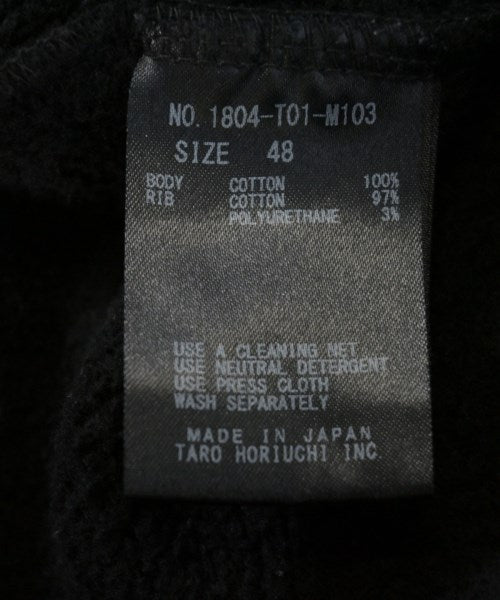 NO. 1804-T01-M103
SIZE 48
BODY COTTON 100%
RIB COTTON 97%
POLYURETHANE 3%
USE A CLEANING NET
USE NEUTRAL DETERGENT
USE PRESS CLOTH
WASH SEPARATELY
MADE IN JAPAN
TARO HORIUCHI INC.